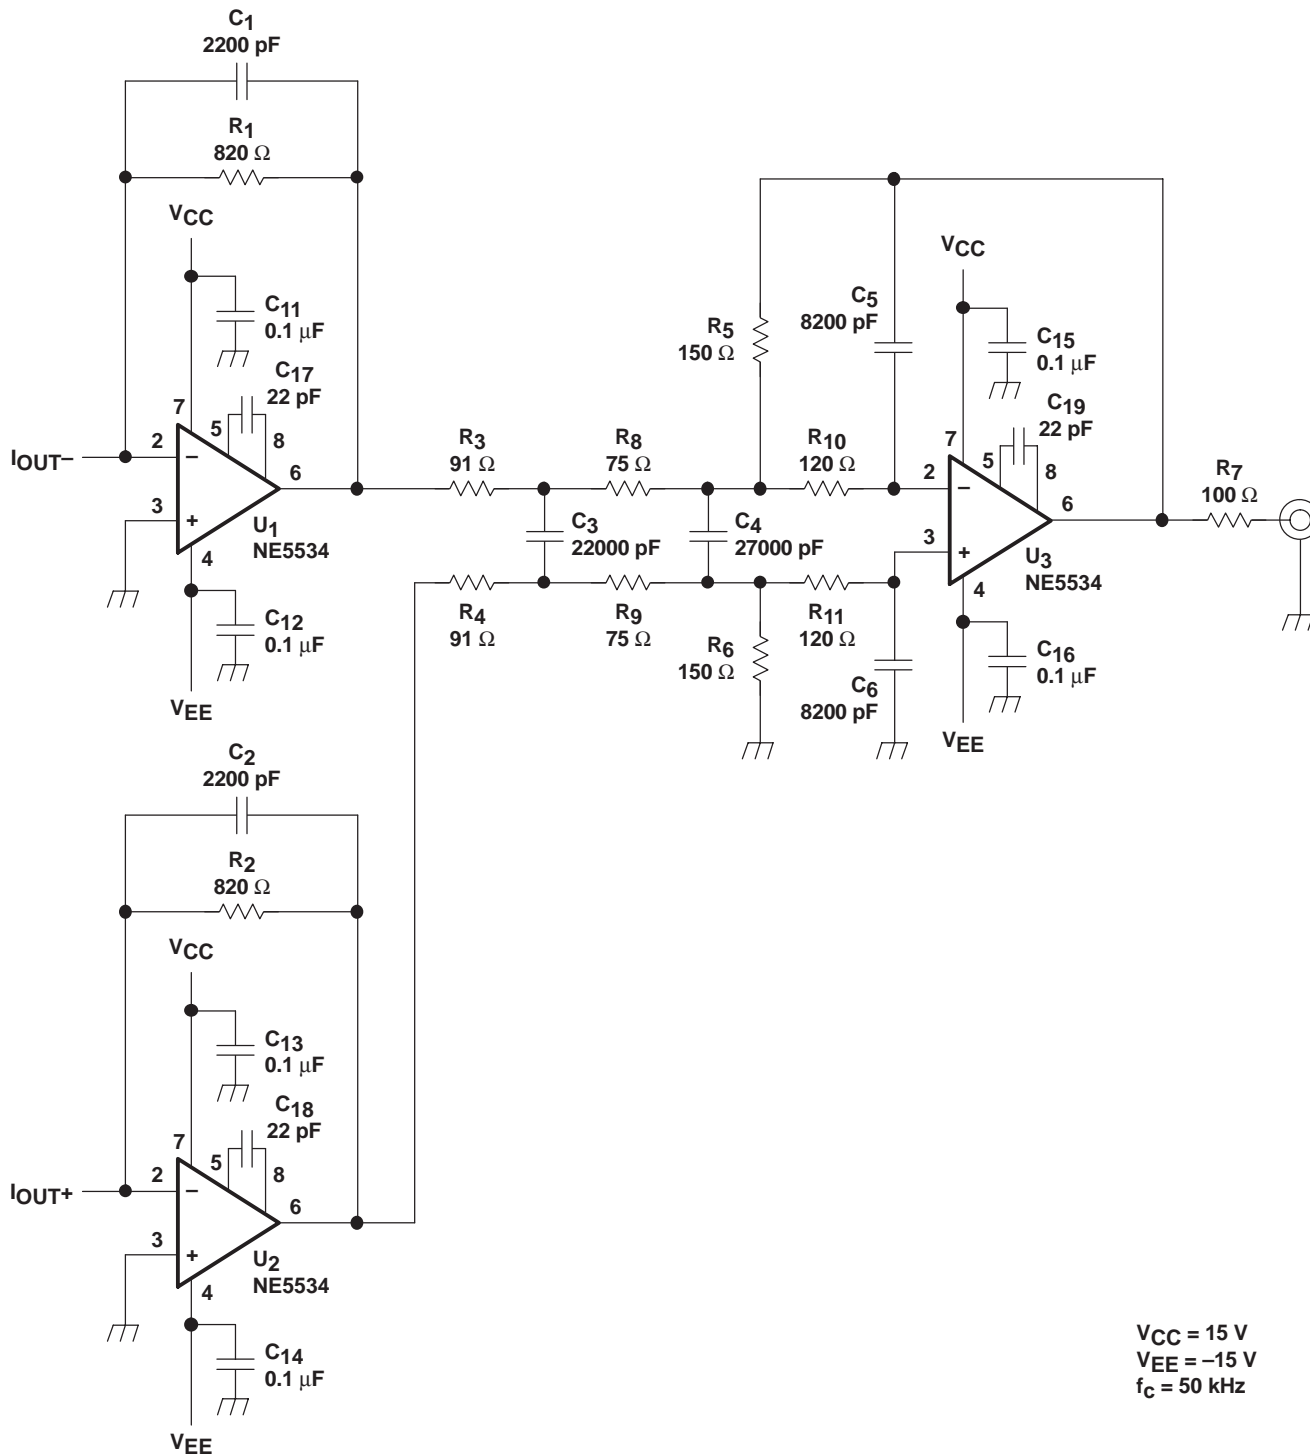 C1
2200 pF
R1
820 Ω
VCC
C11
0.1 μF
C17
22 pF
7
5
8
2
–
IOUT–
6
3
+
U1
NE5534
4
C12
0.1 μF
VEE
R3
91 Ω
R8
75 Ω
R10
120 Ω
C3
22000 pF
C4
27000 pF
R4
91 Ω
R9
75 Ω
R11
120 Ω
R5
150 Ω
C5
8200 pF
R6
150 Ω
C6
8200 pF
VCC
C15
0.1 μF
C19
22 pF
7
5
8
2
–
6
3
+
U3
NE5534
4
R7
100 Ω
C16
0.1 μF
VEE
C2
2200 pF
R2
820 Ω
VCC
C13
0.1 μF
C18
22 pF
7
5
8
2
–
IOUT+
6
3
+
U2
NE5534
4
C14
0.1 μF
VEE
VCC = 15 V
VEE = –15 V
fc = 50 kHz